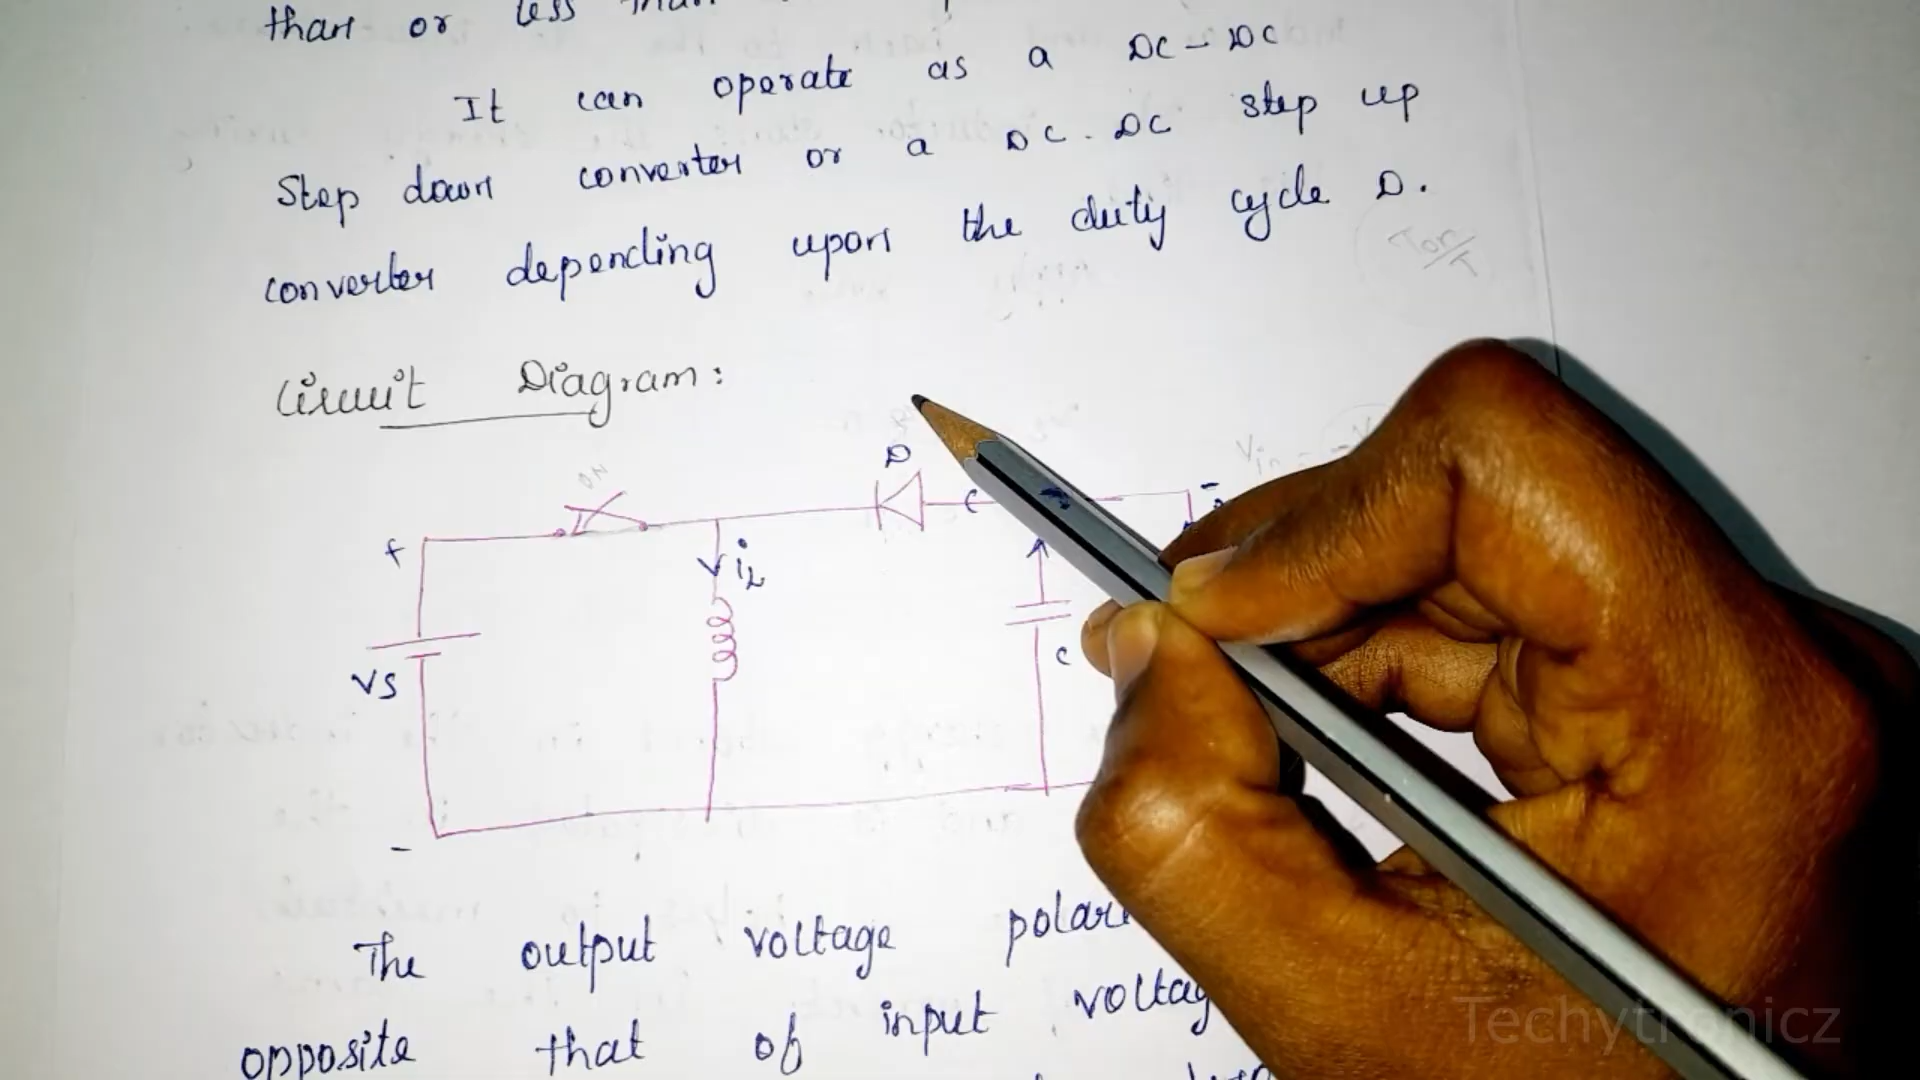 than or less than
It can operate as a DC-DC
Step down converter or a DC-DC step up
converter depending upon the duty cycle D.
Ton/T
Circuit Diagram:
ON
D
+
-
iL
Vin
VS
C
-
The output voltage
opposite that of input
Techytronicz